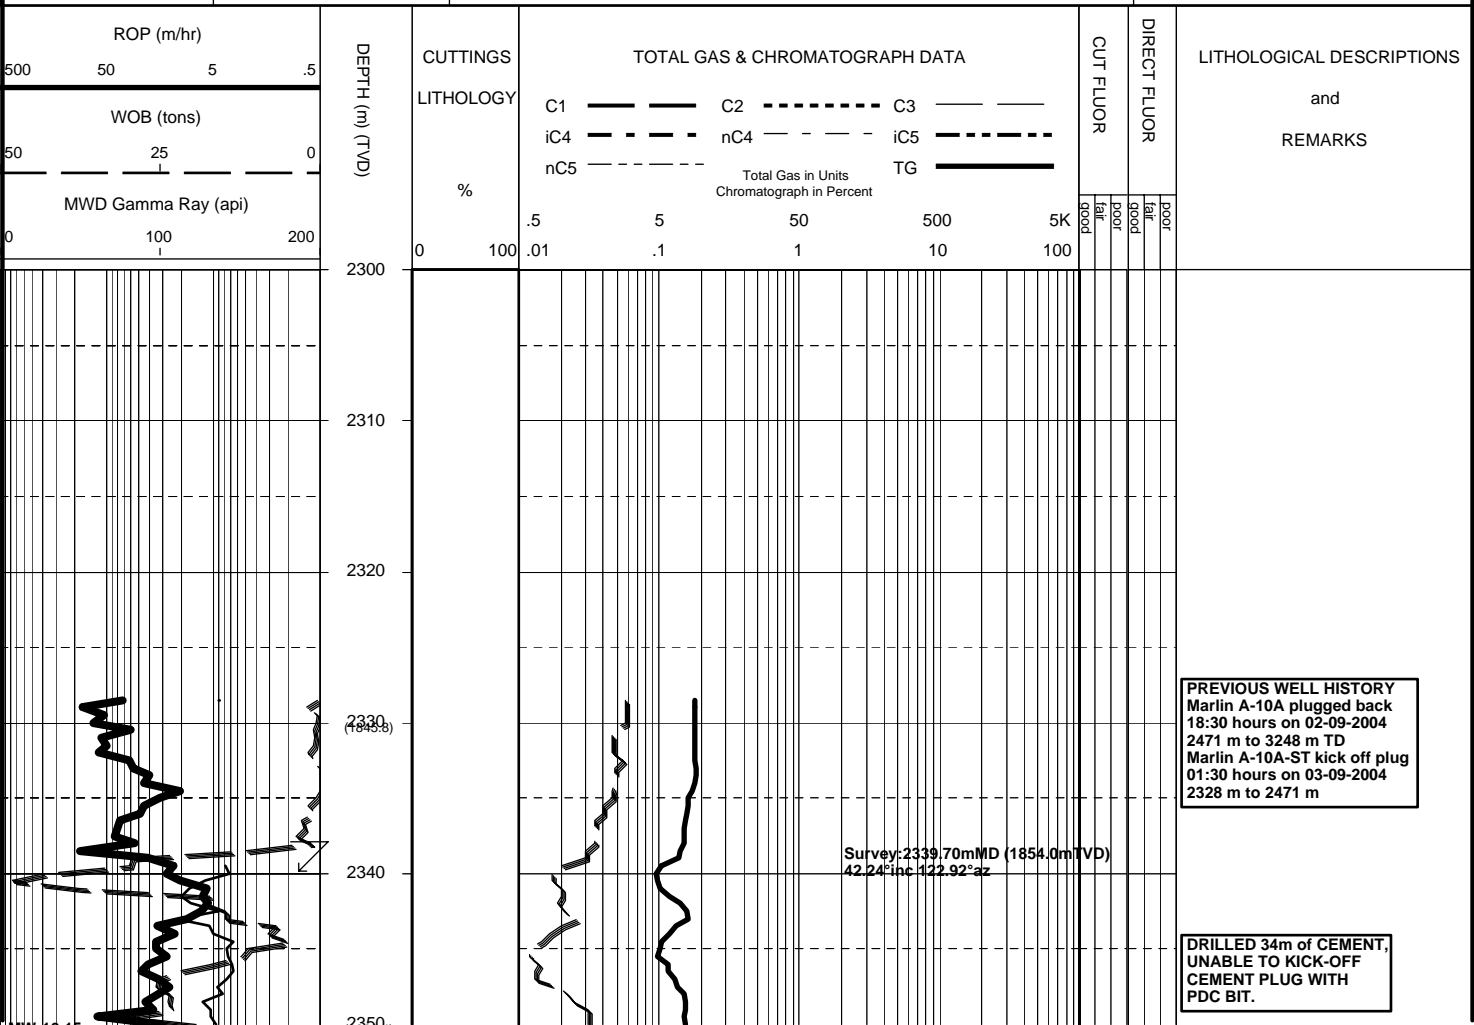 ROP (m/hr)
500 50 5 .5
WOB (tons)
50 25 0
MWD Gamma Ray (api)
0 100 200
DEPTH (m) (TVD)
CUTTINGS
LITHOLOGY
%
0 100
TOTAL GAS & CHROMATOGRAPH DATA
C1 C2 C3
iC4 nC4 iC5
nC5 TG
Total Gas in Units
Chromatograph in Percent
.5 5 50 500 5K
.01 .1 1 10 100
CUT FLUOR
good fair poor
DIRECT FLUOR
good fair poor
LITHOLOGICAL DESCRIPTIONS
and
REMARKS
2300
2310
2320
2330
(1845.8)
2340
2350
PREVIOUS WELL HISTORY
Marlin A-10A plugged back
18:30 hours on 02-09-2004
2471 m to 3248 m TD
Marlin A-10A-ST kick off plug
01:30 hours on 03-09-2004
2328 m to 2471 m
Survey:2339.70mMD (1854.0mTVD)
42.24°inc 122.92°az
DRILLED 34m of CEMENT,
UNABLE TO KICK-OFF
CEMENT PLUG WITH
PDC BIT.